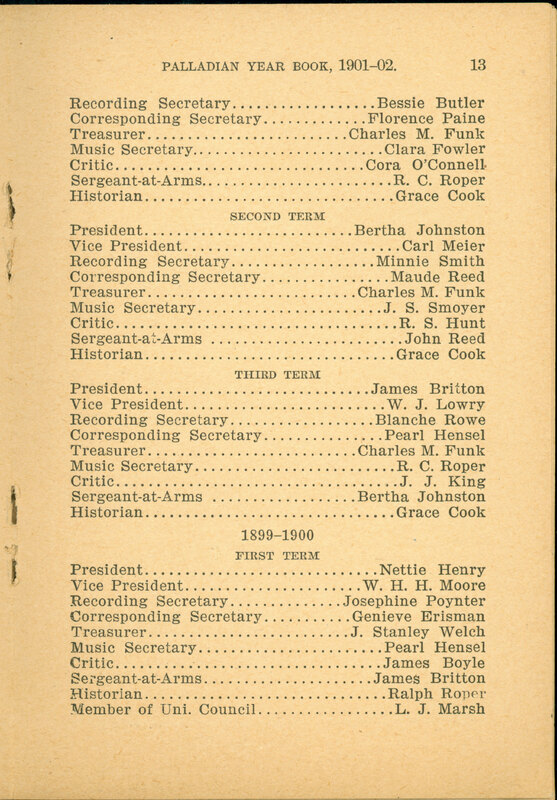 PALLADIAN YEAR BOOK, 1901–02. 13
Recording Secretary..................Bessie Butler
Corresponding Secretary.............Florence Paine
Treasurer.........................Charles M. Funk
Music Secretary......................Clara Fowler
Critic...............................Cora O'Connell
Sergeant-at-Arms.......................R. C. Roper
Historian...............................Grace Cook
SECOND TERM
President..........................Bertha Johnston
Vice President..........................Carl Meier
Recording Secretary..................Minnie Smith
Corresponding Secretary................Maude Reed
Treasurer..........................Charles M. Funk
Music Secretary.......................J. S. Smoyer
Critic...................................R. S. Hunt
Sergeant-at-Arms .......................John Reed
Historian...............................Grace Cook
THIRD TERM
President............................James Britton
Vice President.........................W. J. Lowry
Recording Secretary..................Blanche Rowe
Corresponding Secretary...............Pearl Hensel
Treasurer..........................Charles M. Funk
Music Secretary.......................R. C. Roper
Critic...................................J. J. King
Sergeant-at-Arms .................Bertha Johnston
Historian...............................Grace Cook
1899–1900
FIRST TERM
President.............................Nettie Henry
Vice President.....................W. H. H. Moore
Recording Secretary.............Josephine Poynter
Corresponding Secretary...........Genieve Erisman
Treasurer.........................J. Stanley Welch
Music Secretary.......................Pearl Hensel
Critic..................................James Boyle
Sergeant-at-Arms.....................James Britton
Historian..............................Ralph Roper
Member of Uni. Council.................L. J. Marsh